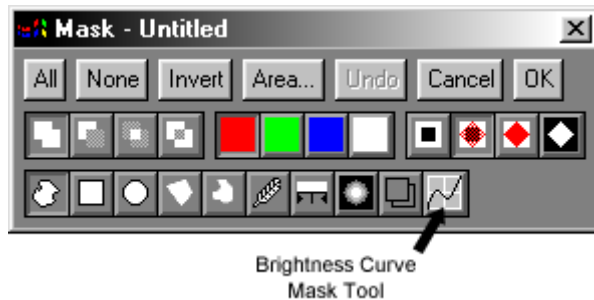 Mask - Untitled
All None Invert Area... Undo Cancel OK
Brightness Curve
Mask Tool